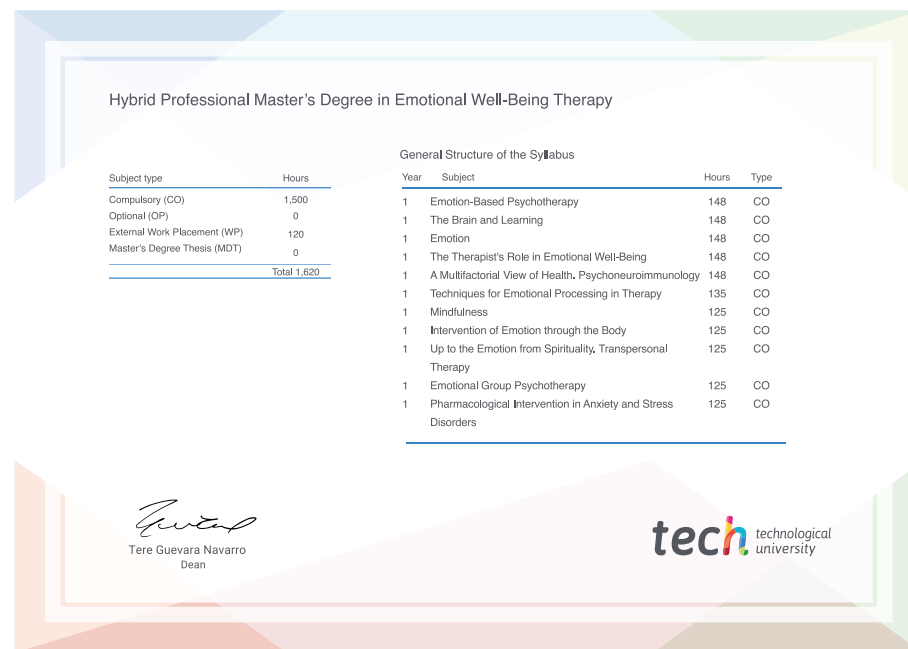 Hybrid Professional Master's Degree in Emotional Well-Being Therapy
General Structure of the Syllabus
Subject type Hours
Compulsory (CO) 1,500
Optional (OP) 0
External Work Placement (WP) 120
Master's Degree Thesis (MDT) 0
Total 1,620
Year Subject Hours Type
1 Emotion-Based Psychotherapy 148 CO
1 The Brain and Learning 148 CO
1 Emotion 148 CO
1 The Therapist's Role in Emotional Well-Being 148 CO
1 A Multifactorial View of Health. Psychoneuroimmunology 148 CO
1 Techniques for Emotional Processing in Therapy 135 CO
1 Mindfulness 125 CO
1 Intervention of Emotion through the Body 125 CO
1 Up to the Emotion from Spirituality. Transpersonal 125 CO
Therapy
1 Emotional Group Psychotherapy 125 CO
1 Pharmacological Intervention in Anxiety and Stress 125 CO
Disorders
Tere Guevara Navarro
Dean
tech technological
university